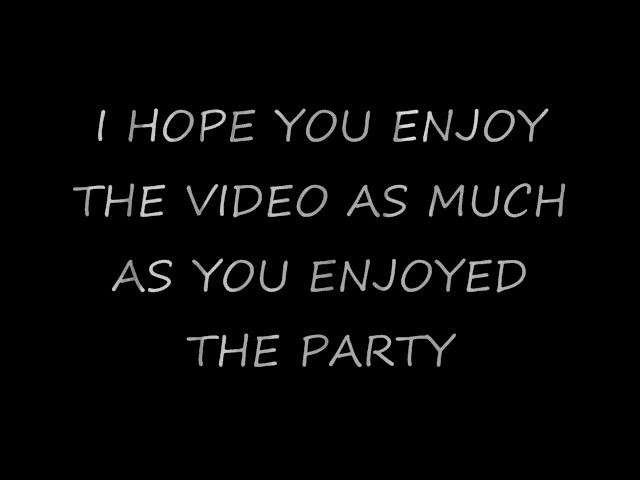 I HOPE YOU ENJOY
THE VIDEO AS MUCH
AS YOU ENJOYED
THE PARTY